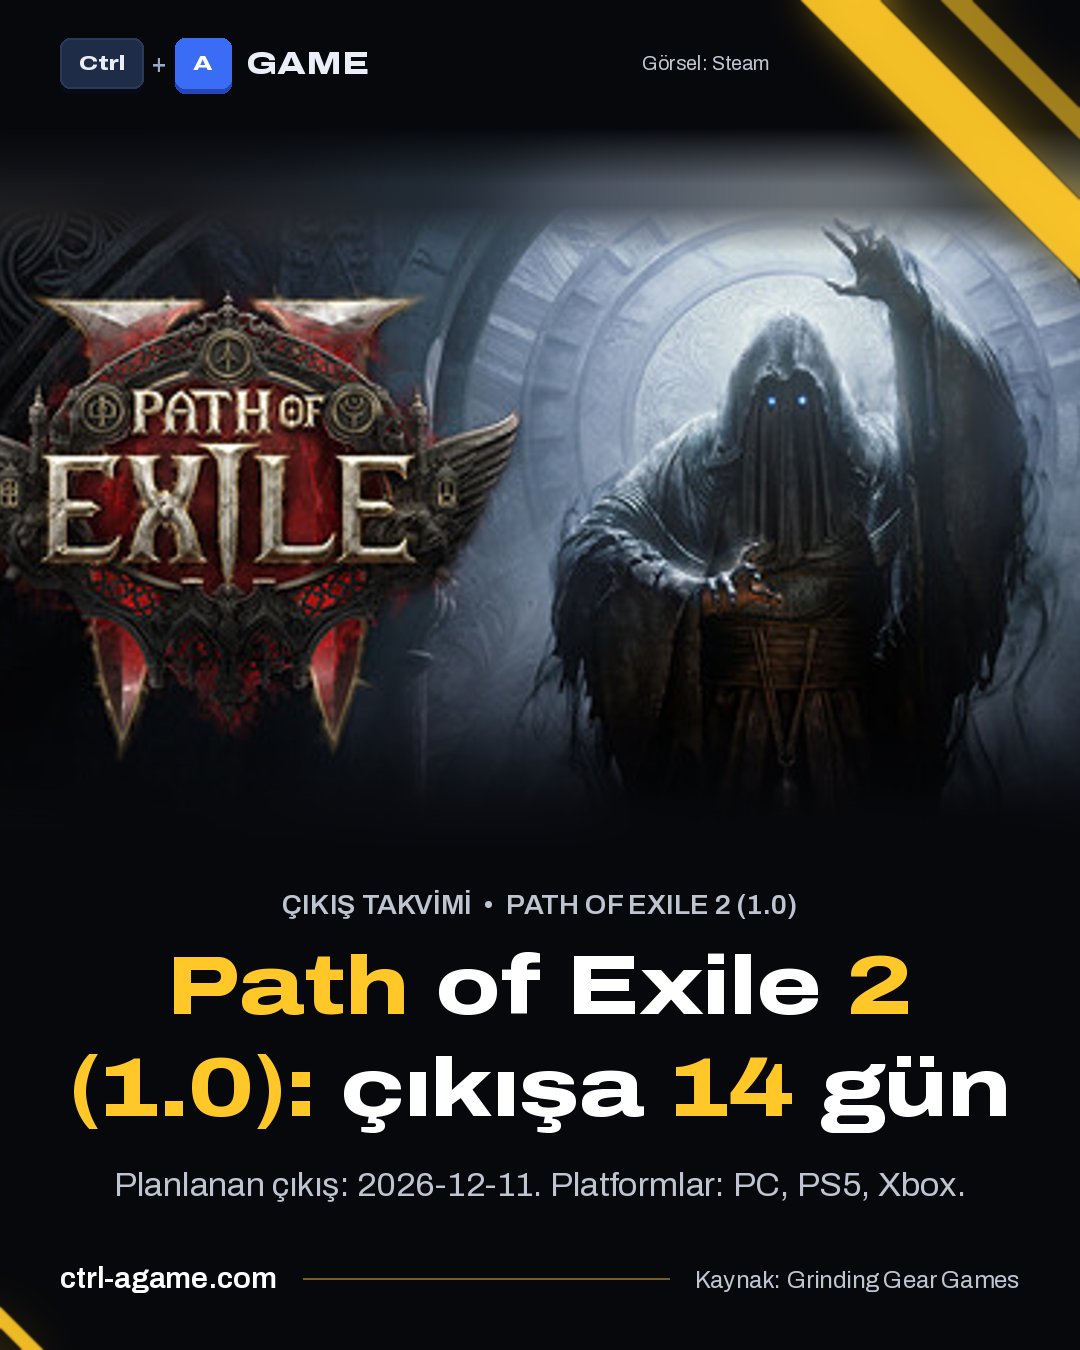 Ctrl + A GAME
Görsel: Steam
PATH OF
EXILE
II
ÇIKIŞ TAKVİMİ • PATH OF EXILE 2 (1.0)
Path of Exile 2
(1.0): çıkışa 14 gün
Planlanan çıkış: 2026-12-11. Platformlar: PC, PS5, Xbox.
ctrl-agame.com
Kaynak: Grinding Gear Games